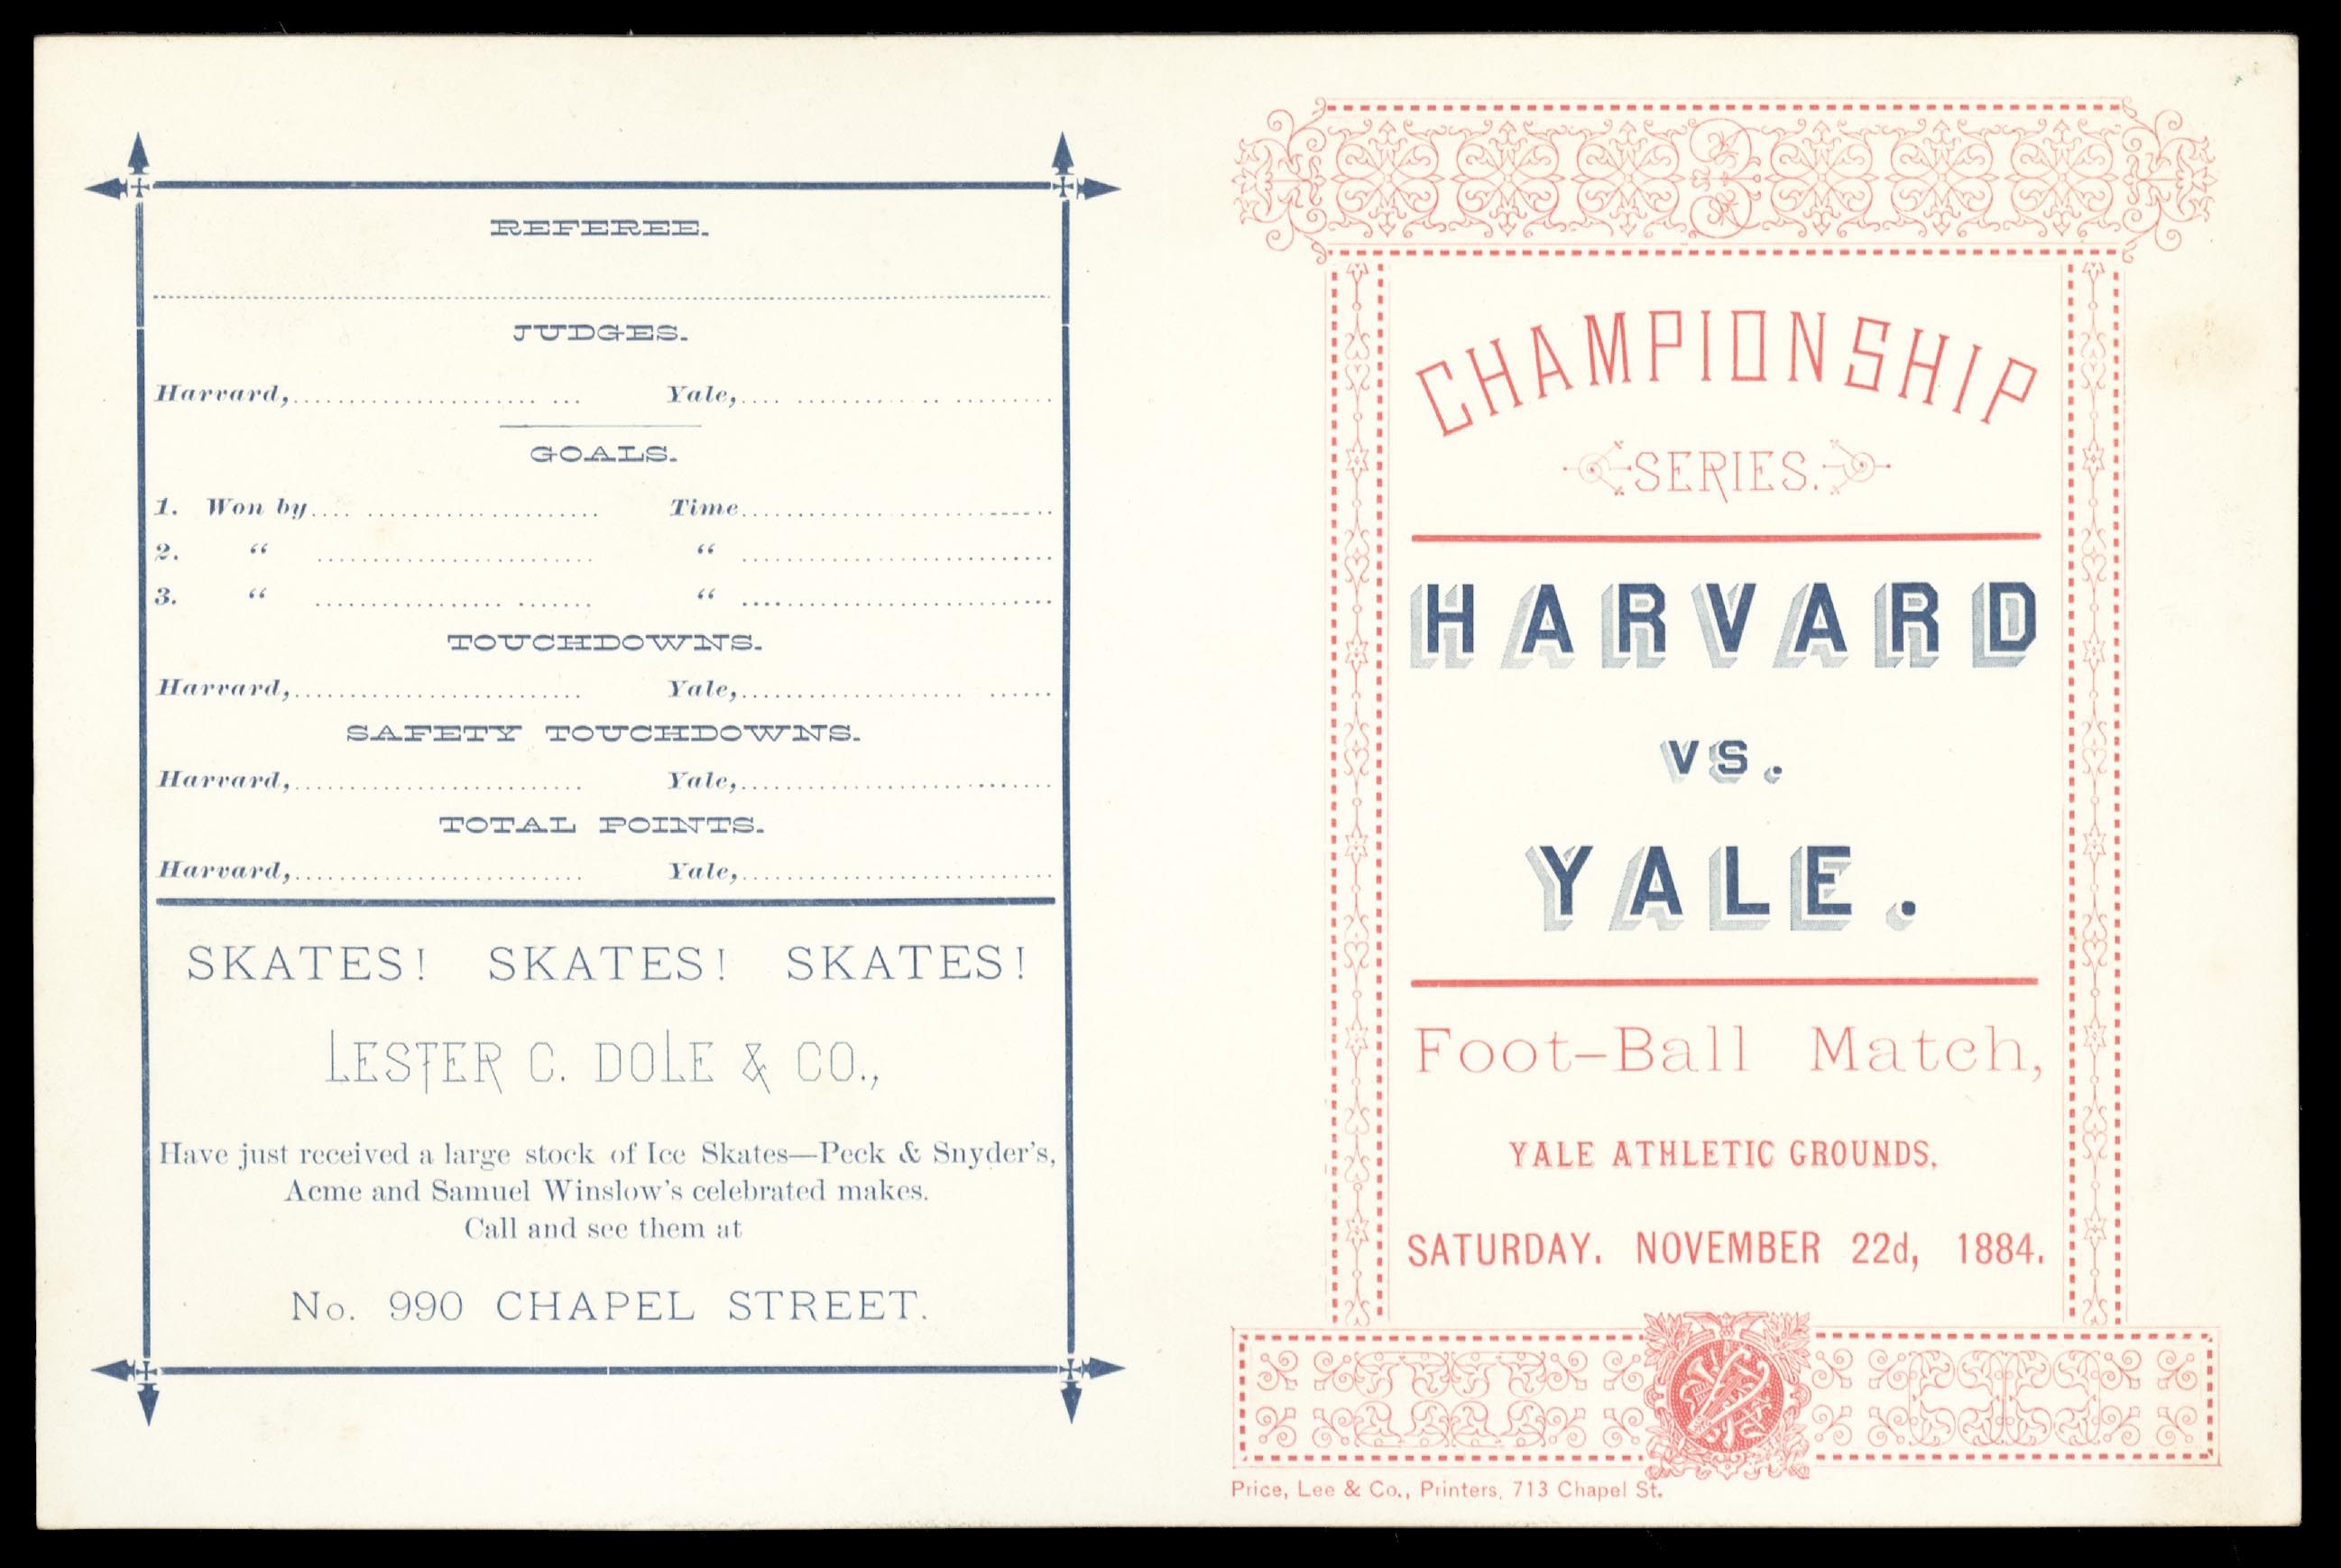 REFEREE.
JUDGES.
Harvard, Yale,
GOALS.
1. Won by Time
2. “ “
3. “ “
TOUCHDOWNS.
Harvard, Yale,
SAFETY TOUCHDOWNS.
Harvard, Yale,
TOTAL POINTS.
Harvard, Yale,
SKATES! SKATES! SKATES!
LESTER C. DOLE & CO.,
Have just received a large stock of Ice Skates—Peck & Snyder's,
Acme and Samuel Winslow's celebrated makes.
Call and see them at
No. 990 CHAPEL STREET.
CHAMPIONSHIP
SERIES.
HARVARD
VS.
YALE.
Foot-Ball Match,
YALE ATHLETIC GROUNDS,
SATURDAY, NOVEMBER 22d, 1884.
Price, Lee & Co., Printers, 713 Chapel St.